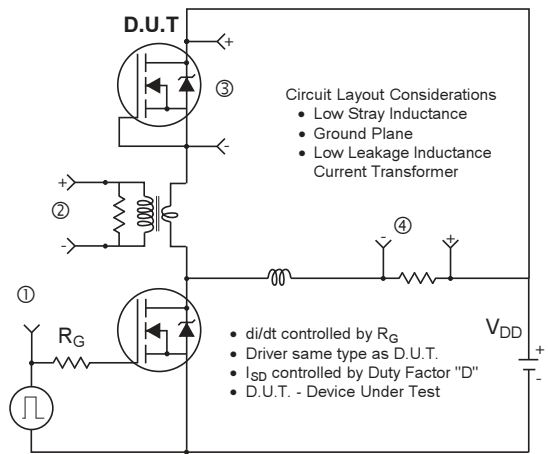 D.U.T
+
③
-
Circuit Layout Considerations
• Low Stray Inductance
• Ground Plane
• Low Leakage Inductance
Current Transformer
+
②
-
④
-
+
①
RG
• di/dt controlled by RG
• Driver same type as D.U.T.
• ISD controlled by Duty Factor "D"
• D.U.T. - Device Under Test
VDD
+
-